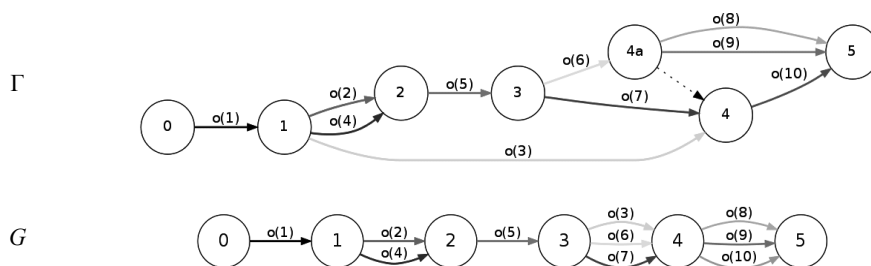 Γ
0
o(1)
1
o(2)
o(4)
2
o(5)
3
o(6)
4a
o(7)
o(3)
4
o(8)
o(9)
o(10)
5
G
0
o(1)
1
o(2)
o(4)
2
o(5)
3
o(3)
o(6)
o(7)
4
o(8)
o(9)
o(10)
5